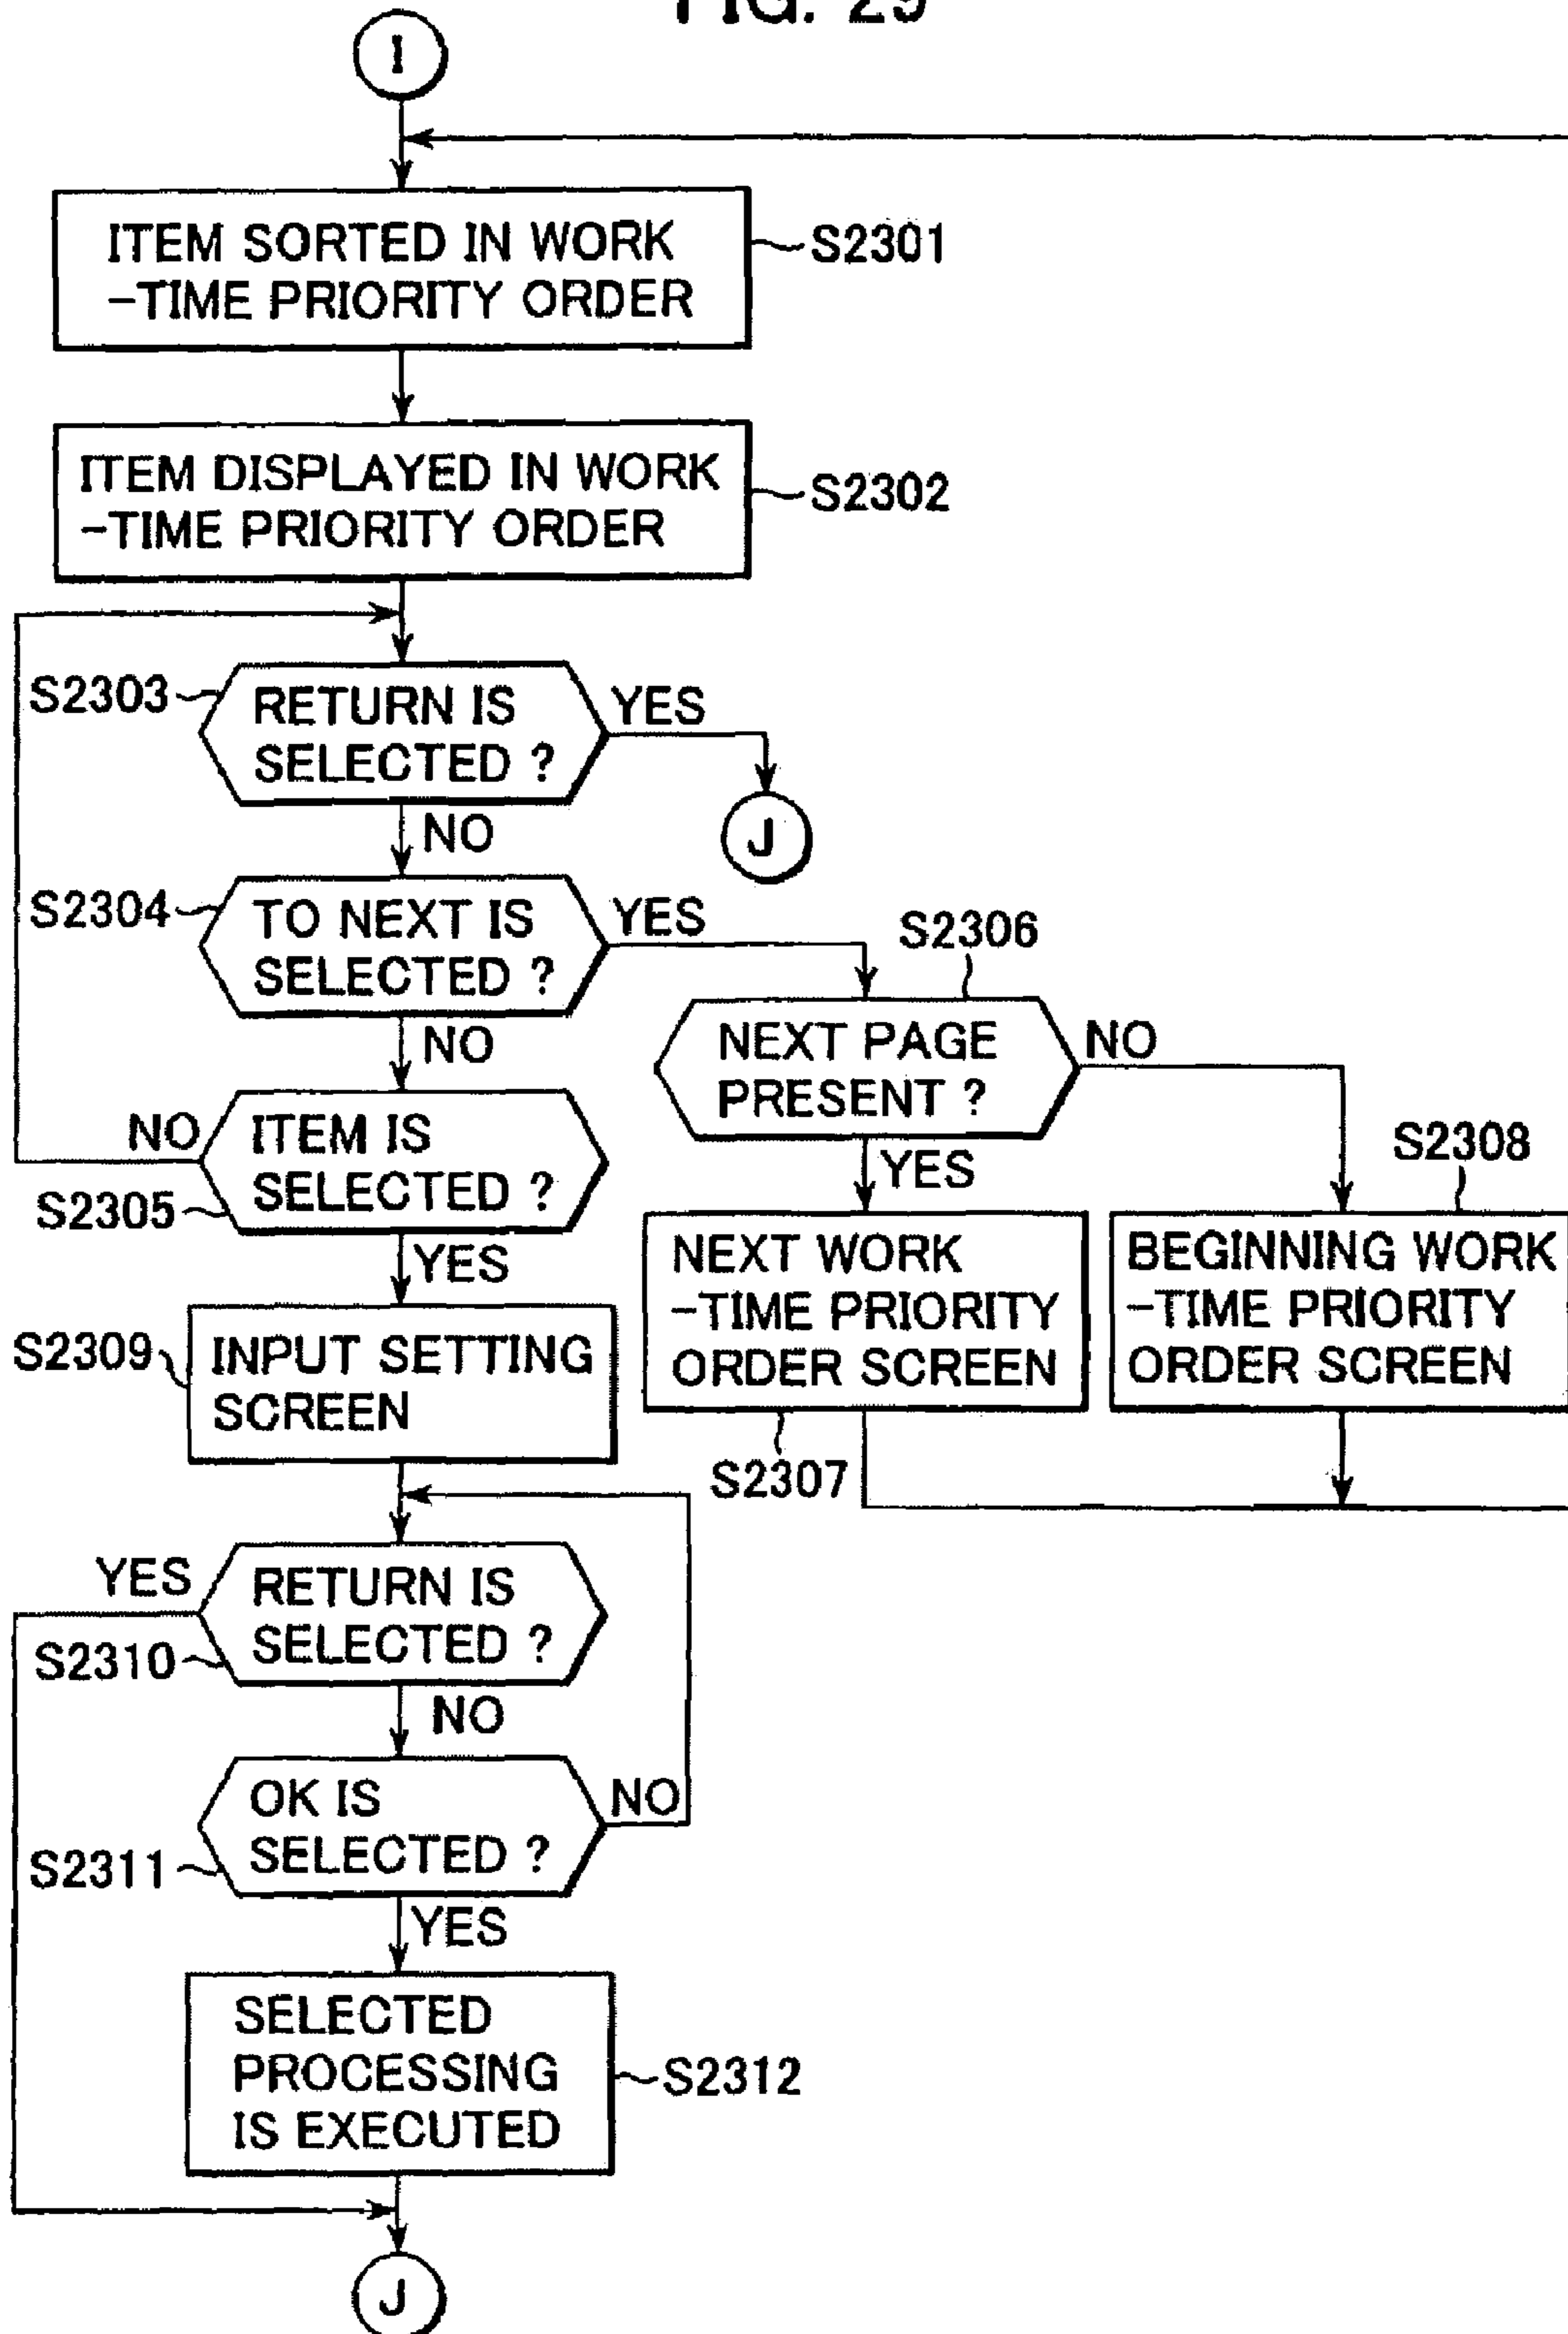 FIG. 29
I
ITEM SORTED IN WORK
-TIME PRIORITY ORDER
S2301
ITEM DISPLAYED IN WORK
-TIME PRIORITY ORDER
S2302
S2303
RETURN IS
SELECTED ?
YES
J
NO
S2304
TO NEXT IS
SELECTED ?
YES
S2306
NO
NEXT PAGE
PRESENT ?
NO
NO
ITEM IS
SELECTED ?
S2305
YES
S2308
YES
NEXT WORK
-TIME PRIORITY
ORDER SCREEN
S2307
BEGINNING WORK
-TIME PRIORITY
ORDER SCREEN
S2309
INPUT SETTING
SCREEN
YES
RETURN IS
SELECTED ?
S2310
NO
OK IS
SELECTED ?
NO
S2311
YES
SELECTED
PROCESSING
IS EXECUTED
S2312
J